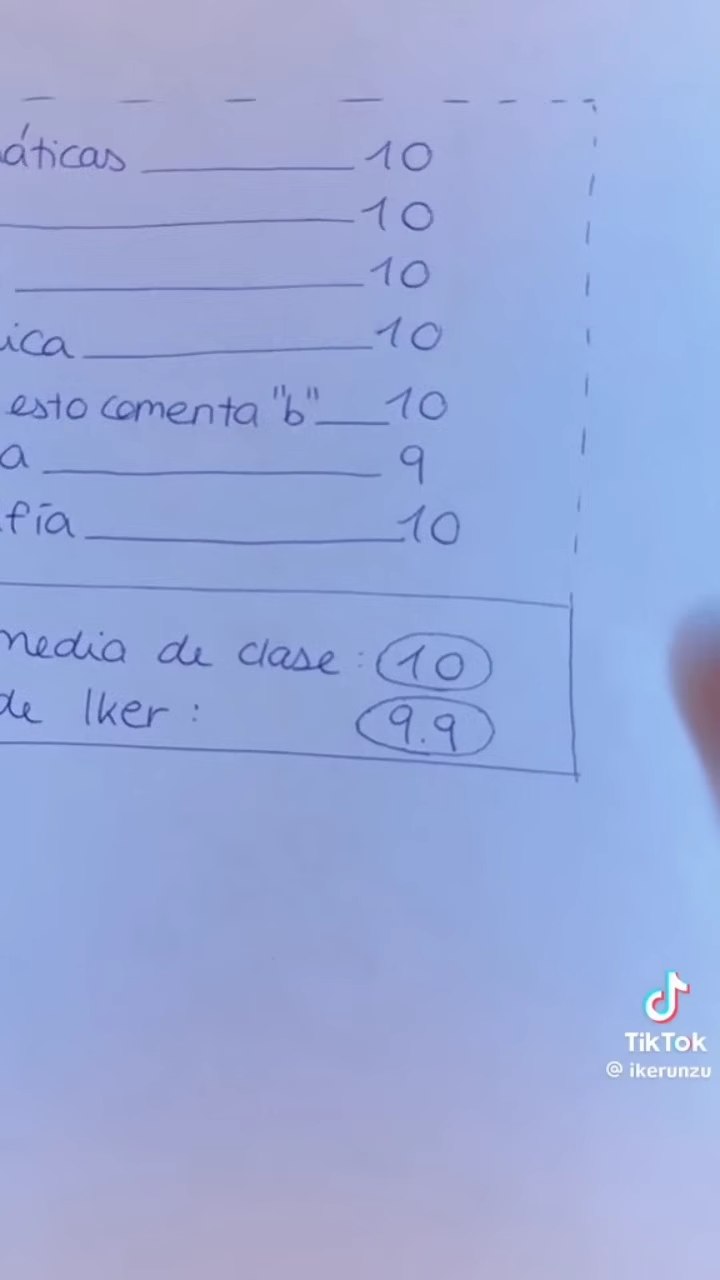 áticas 10
10
10
ica 10
esto comenta "b" 10
a 9
fía 10
media de clase: 10
de Iker: 9.9
TikTok
@ikerunzu